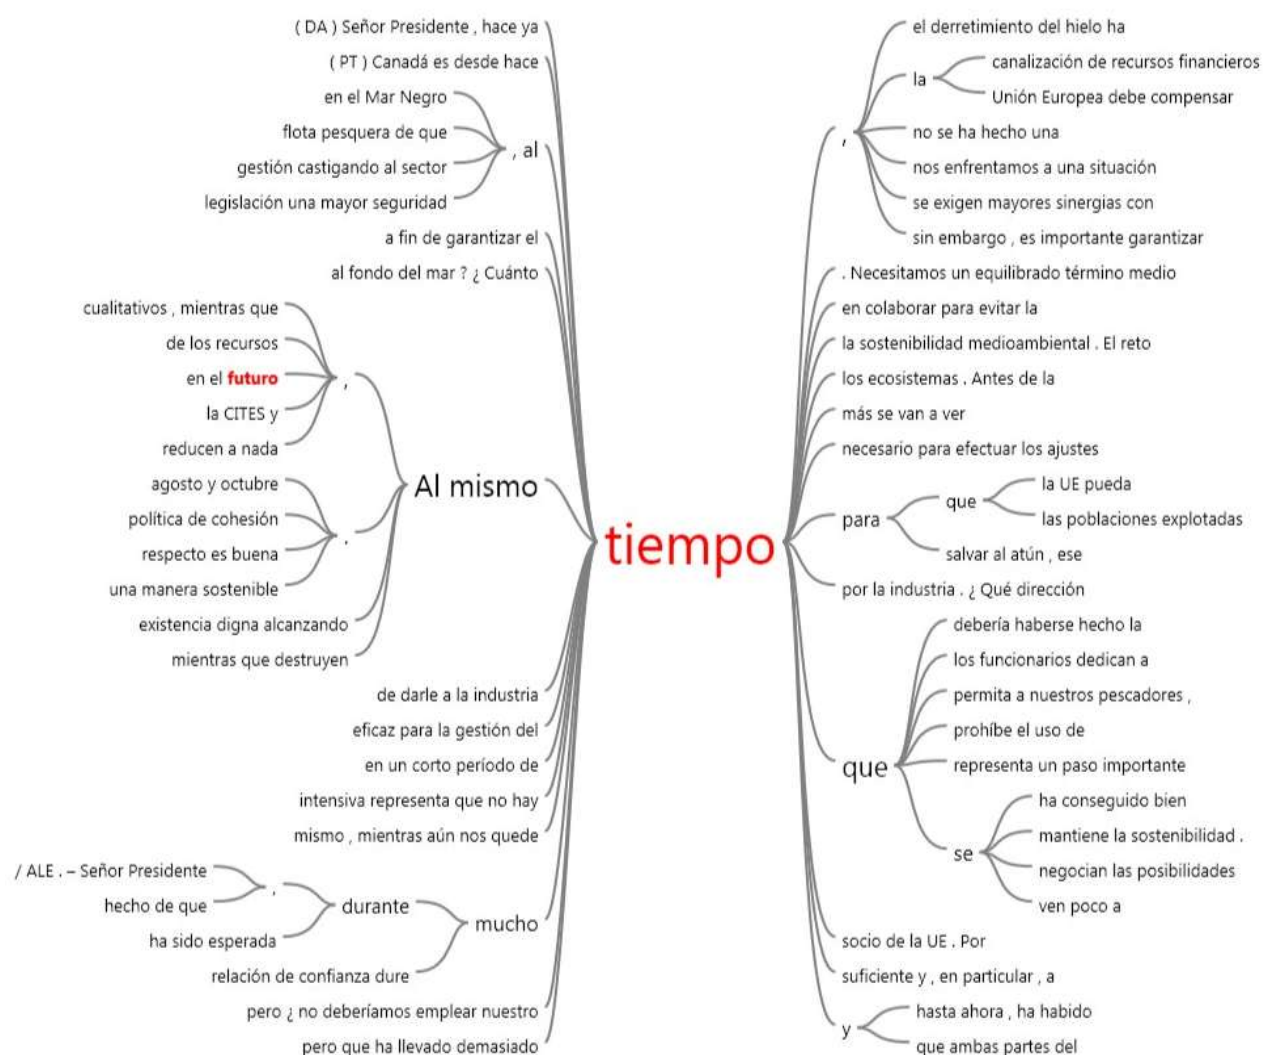 ( DA ) Señor Presidente , hace ya
( PT ) Canadá es desde hace
en el Mar Negro
flota pesquera de que
gestión castigando al sector
legislación una mayor seguridad
, al
a fin de garantizar el
al fondo del mar ? ¿ Cuánto
cualitativos , mientras que
de los recursos
en el futuro
la CITES y
reducen a nada
,
agosto y octubre
política de cohesión
respecto es buena
una manera sostenible
.
existencia digna alcanzando
mientras que destruyen
Al mismo
de darle a la industria
eficaz para la gestión del
en un corto período de
intensiva representa que no hay
mismo , mientras aún nos quede
/ ALE . – Señor Presidente
hecho de que
,
ha sido esperada
durante
relación de confianza dure
mucho
pero ¿ no deberíamos emplear nuestro
pero que ha llevado demasiado
tiempo
,
el derretimiento del hielo ha
la
canalización de recursos financieros
Unión Europea debe compensar
no se ha hecho una
nos enfrentamos a una situación
se exigen mayores sinergias con
sin embargo , es importante garantizar
. Necesitamos un equilibrado término medio
en colaborar para evitar la
la sostenibilidad medioambiental . El reto
los ecosistemas . Antes de la
más se van a ver
necesario para efectuar los ajustes
para
que
la UE pueda
las poblaciones explotadas
salvar al atún , ese
por la industria . ¿ Qué dirección
que
debería haberse hecho la
los funcionarios dedican a
permita a nuestros pescadores ,
prohíbe el uso de
representa un paso importante
se
ha conseguido bien
mantiene la sostenibilidad .
negocian las posibilidades
ven poco a
socio de la UE . Por
suficiente y , en particular , a
y
hasta ahora , ha habido
que ambas partes del